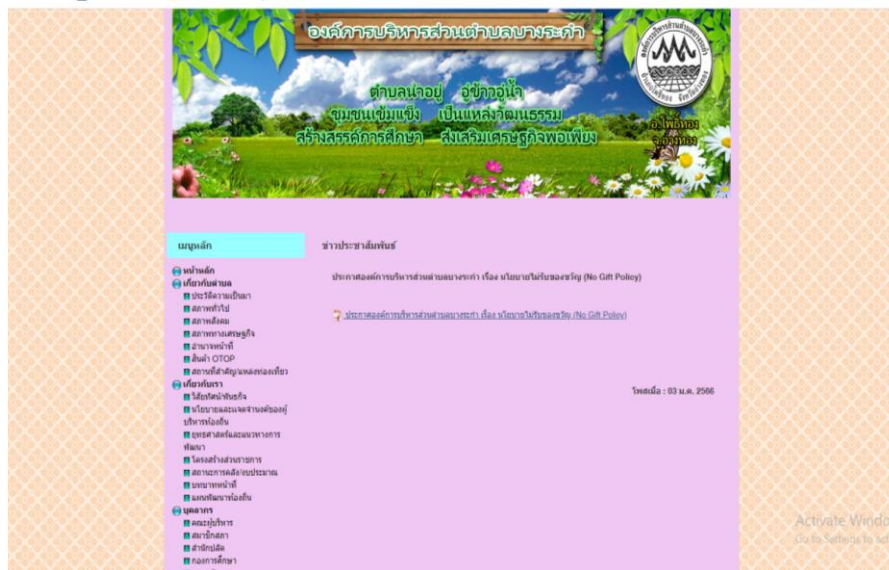 องค์การบริหารส่วนตำบลบางระกำ
ตำบลน่าอยู่ อู่ข้าวอู่น้ำ
ชุมชนเข้มแข็ง เป็นแหล่งวัฒนธรรม
สร้างสรรค์การศึกษา ส่งเสริมเศรษฐกิจพอเพียง
อ.โพธิ์ทอง
จ.อ่างทอง
เมนูหลัก
หน้าหลัก
เกี่ยวกับตำบล
ประวัติความเป็นมา
สภาพทั่วไป
สภาพสังคม
สภาพทางเศรษฐกิจ
อำนาจหน้าที่
สินค้า OTOP
สถานที่สำคัญ/แหล่งท่องเที่ยว
เกี่ยวกับเรา
วิสัยทัศน์/พันธกิจ
นโยบายและเจตจำนงค์ของผู้
บริหารท้องถิ่น
ยุทธศาสตร์และแนวทางการ
พัฒนา
โครงสร้างส่วนราชการ
สถานะการคลัง/งบประมาณ
บทบาทหน้าที่
แผนพัฒนาท้องถิ่น
บุคลากร
คณะผู้บริหาร
สมาชิกสภา
สำนักปลัด
กองการศึกษา
ข่าวประชาสัมพันธ์
ประกาศองค์การบริหารส่วนตำบลบางระกำ เรื่อง นโยบายไม่รับของขวัญ (No Gift Policy)
ประกาศองค์การบริหารส่วนตำบลบางระกำ เรื่อง นโยบายไม่รับของขวัญ (No Gift Policy)
โพสเมื่อ : 03 ม.ค. 2566
Activate Windo
Go to Settings to act